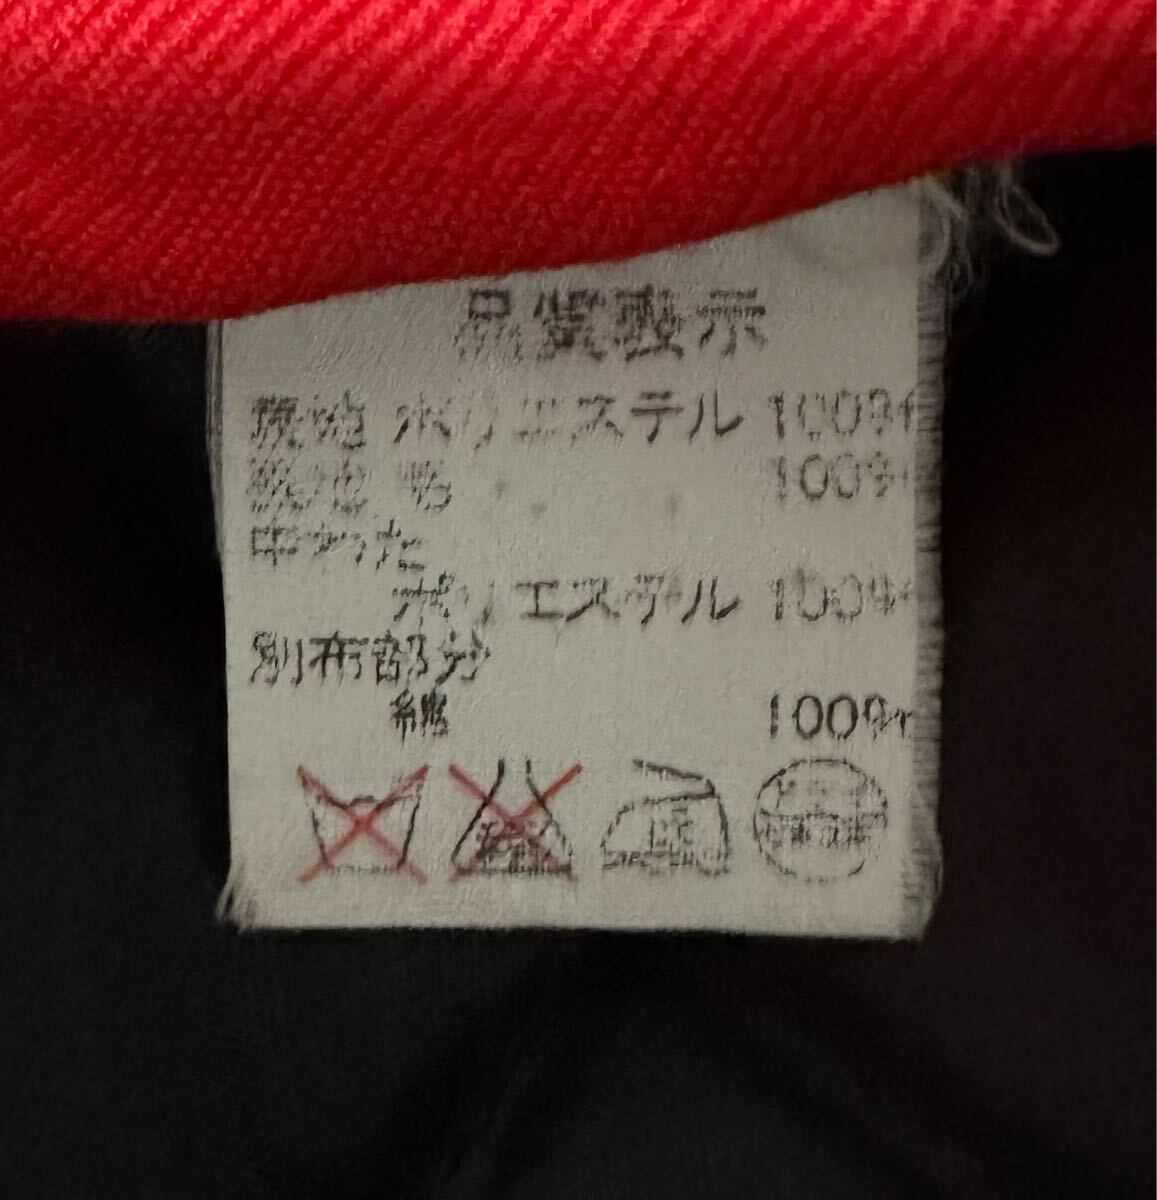 品質表示
表地 ポリエステル 100%
裏地 毛 100%
中わた
ポリエステル 100%
別布部分
綿 100%